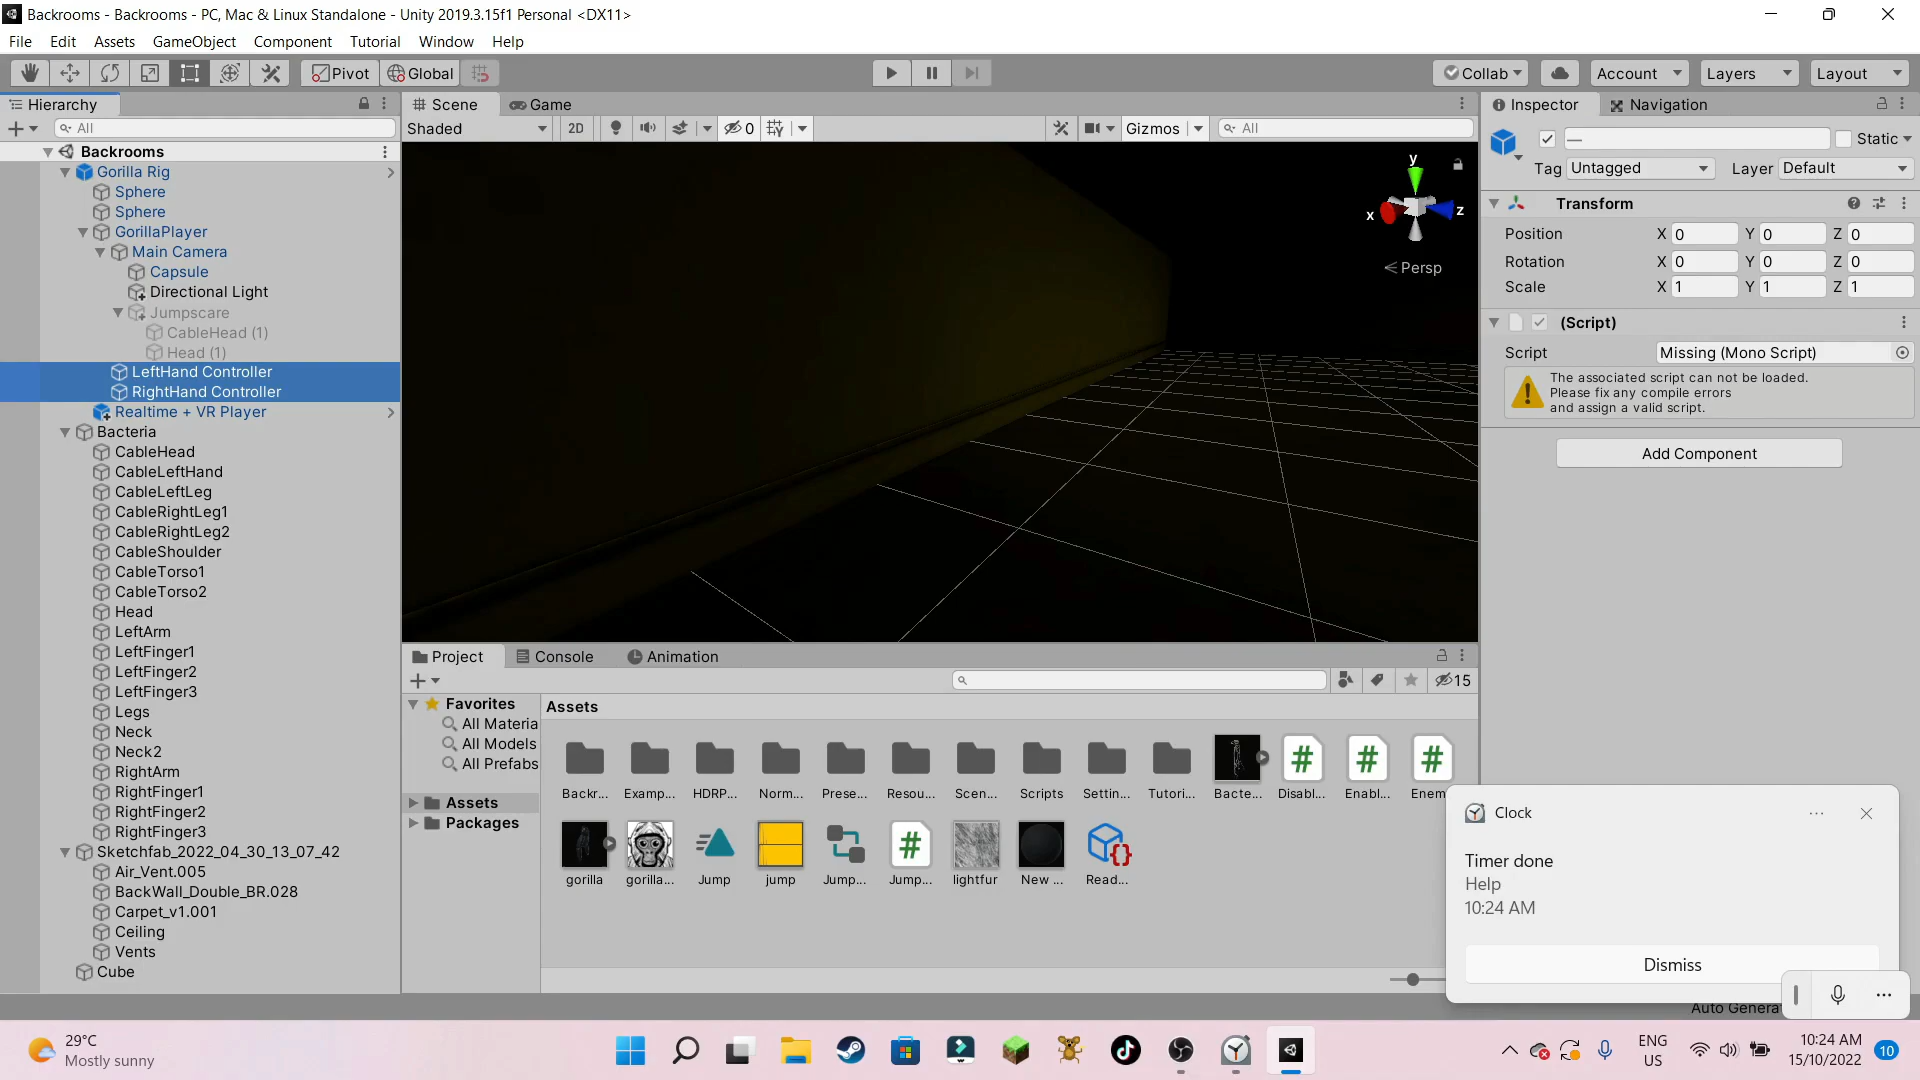 Backrooms - Backrooms - PC, Mac & Linux Standalone - Unity 2019.3.15f1 Personal <DX11>
File Edit Assets GameObject Component Tutorial Window Help
Pivot Global Collab Account Layers Layout
Hierarchy
All
Backrooms
Gorilla Rig
Sphere
Sphere
GorillaPlayer
Main Camera
Capsule
Directional Light
Jumpscare
CableHead (1)
Head (1)
LeftHand Controller
RightHand Controller
Realtime + VR Player
Bacteria
CableHead
CableLeftHand
CableLeftLeg
CableRightLeg1
CableRightLeg2
CableShoulder
CableTorso1
CableTorso2
Head
LeftArm
LeftFinger1
LeftFinger2
LeftFinger3
Legs
Neck
Neck2
RightArm
RightFinger1
RightFinger2
RightFinger3
Sketchfab_2022_04_30_13_07_42
Air_Vent.005
BackWall_Double_BR.028
Carpet_v1.001
Ceiling
Vents
Cube
Scene Game
Shaded 2D 0 Gizmos All
y
x z
Persp
Project Console Animation
15
Favorites
All Materia
All Models
All Prefabs
Assets
Packages
Assets
Backr... Examp... HDRP... Norm... Prese... Resou... Scen... Scripts Settin... Tutori... Bacte... Disabl... Enabl... Enem
gorilla gorilla... Jump jump Jump... Jump... lightfur New ... Read...
Inspector Navigation
— Static
Tag Untagged Layer Default
Transform
Position X 0 Y 0 Z 0
Rotation X 0 Y 0 Z 0
Scale X 1 Y 1 Z 1
(Script)
Script Missing (Mono Script)
The associated script can not be loaded.
Please fix any compile errors
and assign a valid script.
Add Component
Clock
Timer done
Help
10:24 AM
Dismiss
Auto Genera
29°C
Mostly sunny
ENG
US
10:24 AM
15/10/2022
10